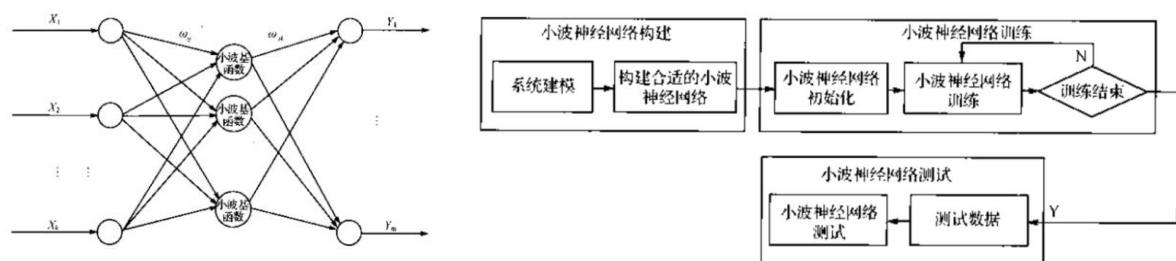 X₁
ω_ij
ω_jk
Y₁
小波基
函数
X₂
小波基
函数
⋮
⋮ ⋮
小波基
函数
X_k
Y_m
小波神经网络构建
系统建模
构建合适的小波
神经网络
小波神经网络训练
小波神经网络
初始化
小波神经网络
训练
N
训练结束
小波神经网络测试
小波神经网络
测试
测试数据
Y